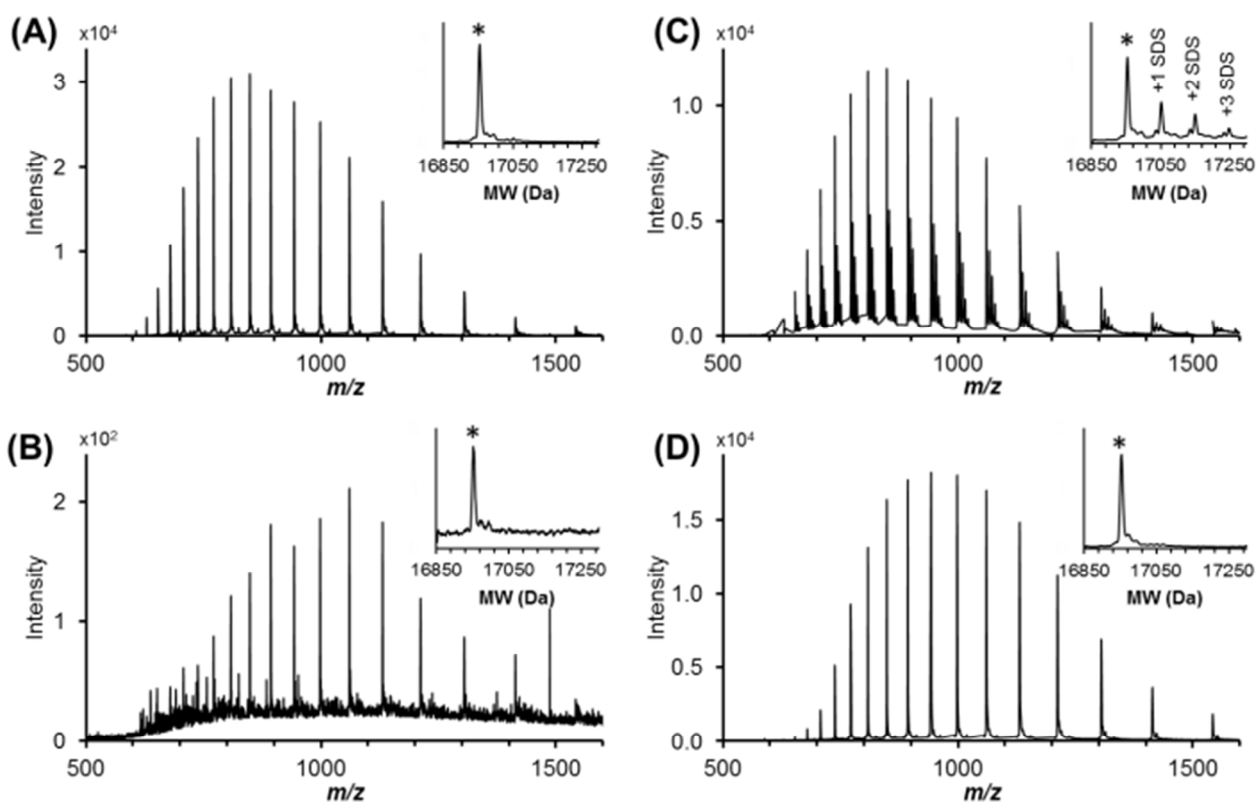 (A)
x10⁴
3
2
1
0
Intensity
500
1000
1500
m/z
*
16850
17050
17250
MW (Da)
(C)
x10⁴
1.0
0.5
0.0
Intensity
500
1000
1500
m/z
*
+1 SDS
+2 SDS
+3 SDS
16850
17050
17250
MW (Da)
(B)
x10²
2
1
0
Intensity
500
1000
1500
m/z
*
16850
17050
17250
MW (Da)
(D)
x10⁴
1.5
1.0
0.5
0.0
Intensity
500
1000
1500
m/z
*
16850
17050
17250
MW (Da)